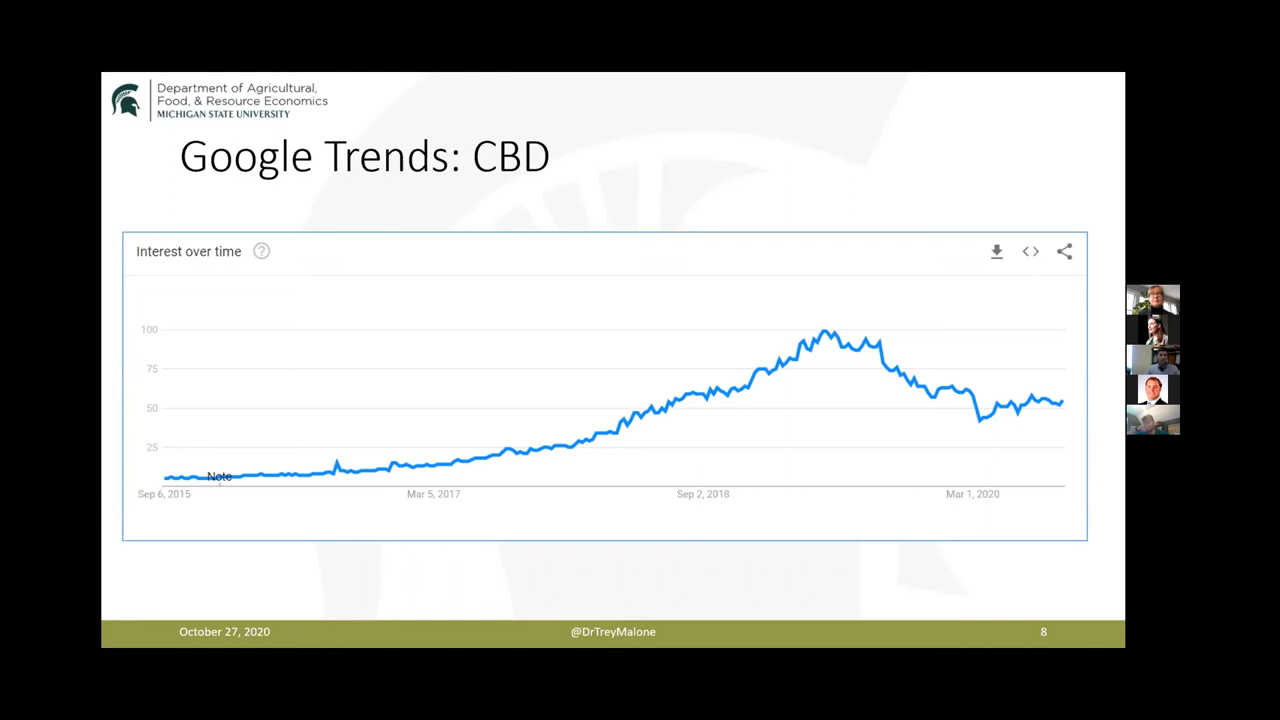 Department of Agricultural,
Food, & Resource Economics
MICHIGAN STATE UNIVERSITY
Google Trends: CBD
Interest over time
100
75
50
25
Note
Sep 6, 2015
Mar 5, 2017
Sep 2, 2018
Mar 1, 2020
October 27, 2020
@DrTreyMalone
8